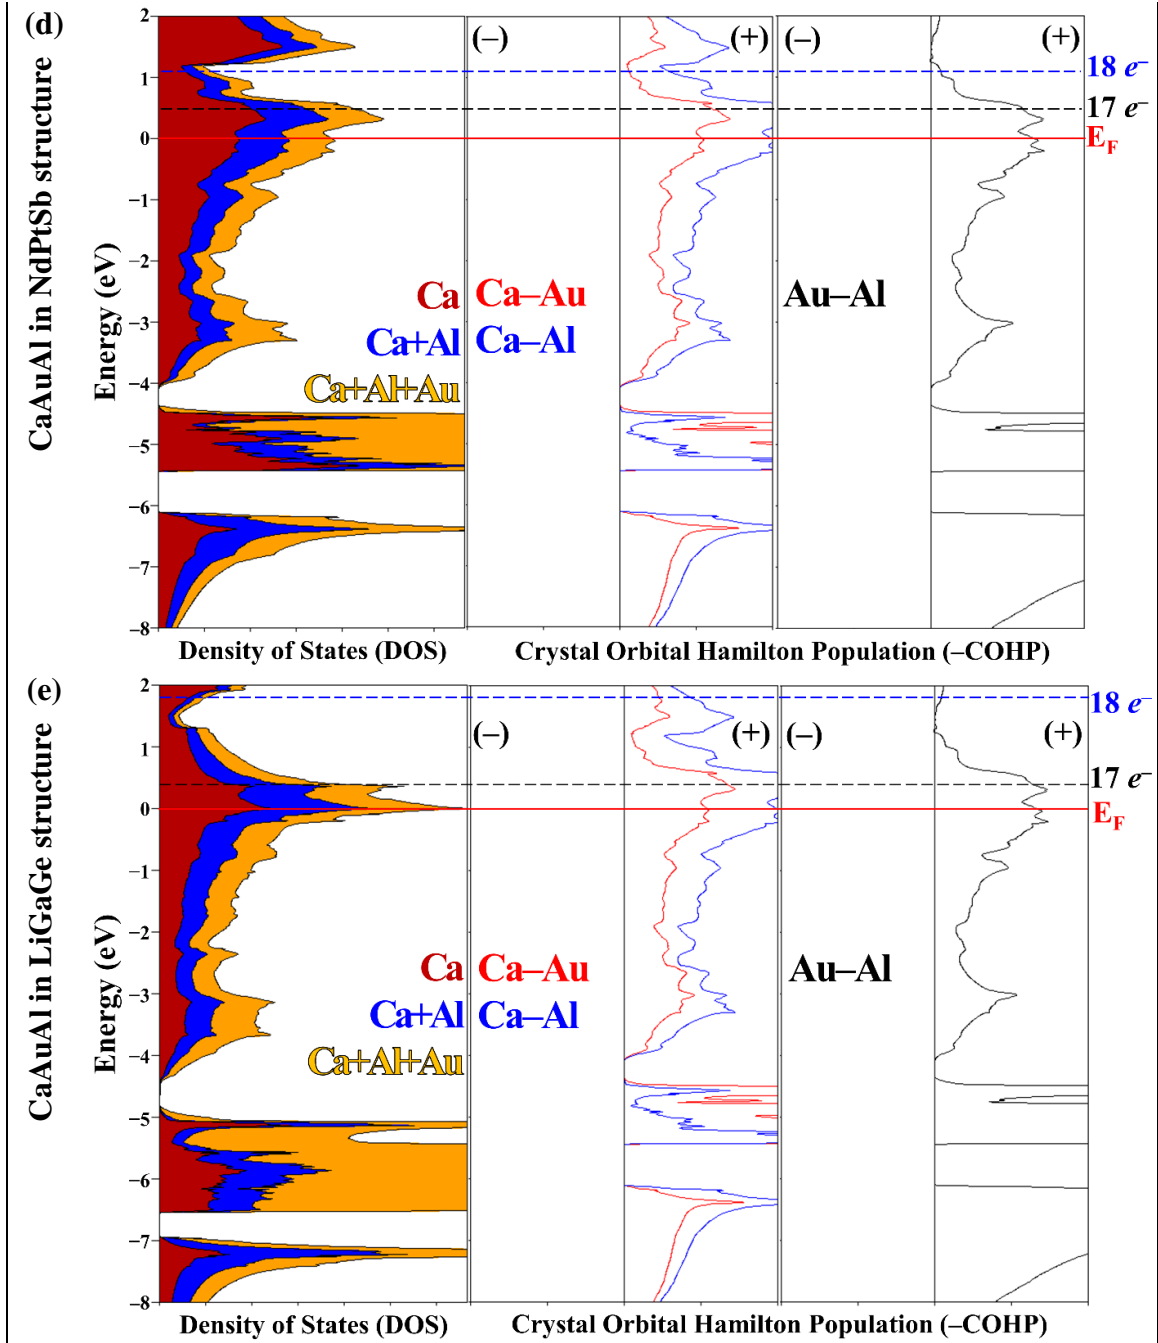 (d)
CaAuAl in NdPtSb structure
Energy (eV)
2
1
0
–1
–2
–3
–4
–5
–6
–7
–8
(–)
(+)
(–)
(+)
18 e–
17 e–
EF
Ca
Ca+Al
Ca+Al+Au
Ca–Au
Ca–Al
Au–Al
Density of States (DOS)
Crystal Orbital Hamilton Population (–COHP)
(e)
CaAuAl in LiGaGe structure
Energy (eV)
2
1
0
–1
–2
–3
–4
–5
–6
–7
–8
(–)
(+)
(–)
(+)
18 e–
17 e–
EF
Ca
Ca+Al
Ca+Al+Au
Ca–Au
Ca–Al
Au–Al
Density of States (DOS)
Crystal Orbital Hamilton Population (–COHP)